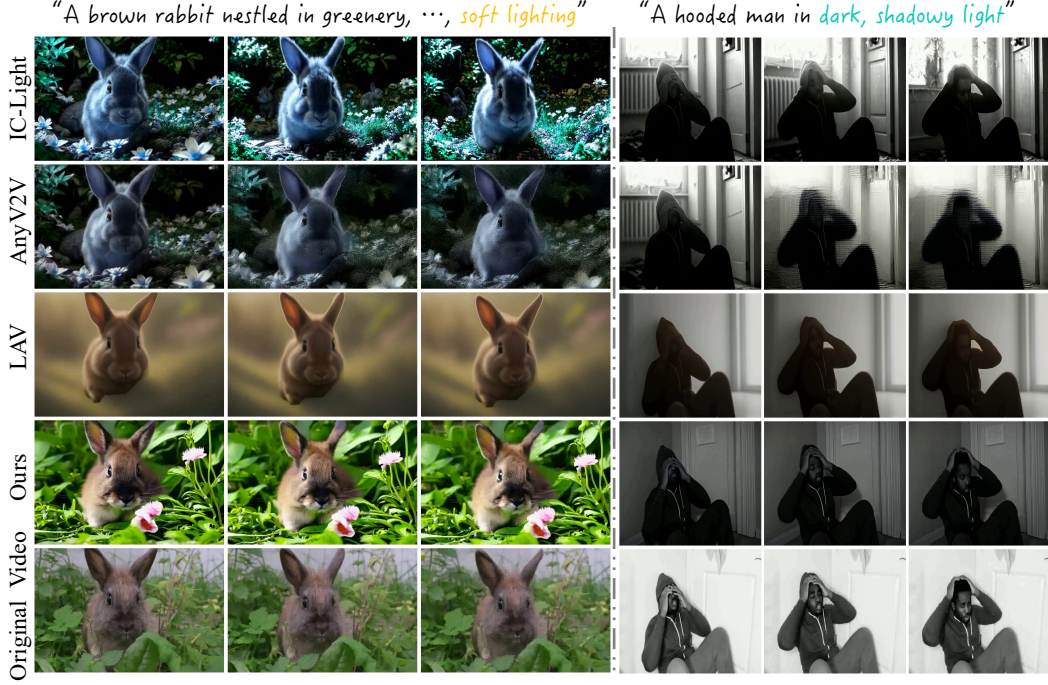 “A brown rabbit nestled in greenery, ···, soft lighting”
“A hooded man in dark, shadowy light”
IC-Light
AnyV2V
LAV
Ours
Original Video